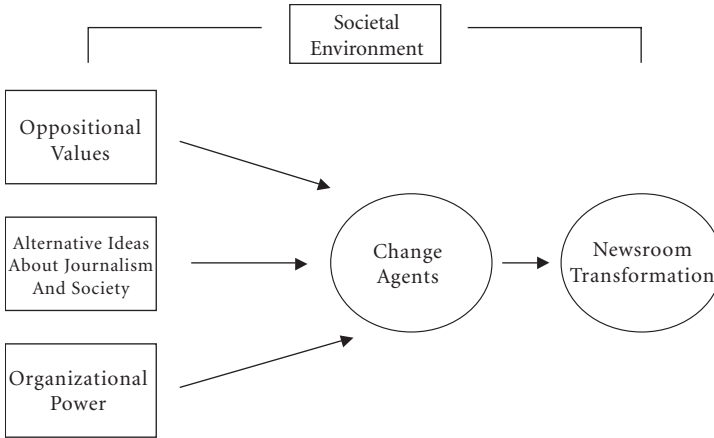 Societal
Environment
Oppositional
Values
Alternative Ideas
About Journalism
And Society
Organizational
Power
Change
Agents
Newsroom
Transformation